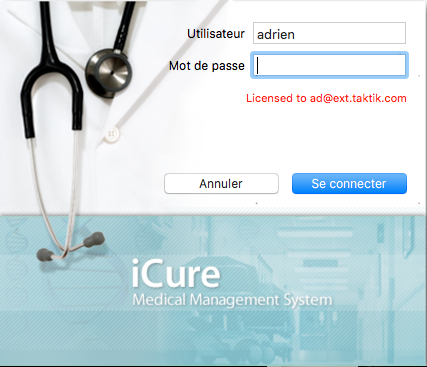 Utilisateur adrien
Mot de passe
Licensed to ad@ext.taktik.com
Annuler Se connecter
iCure
Medical Management System